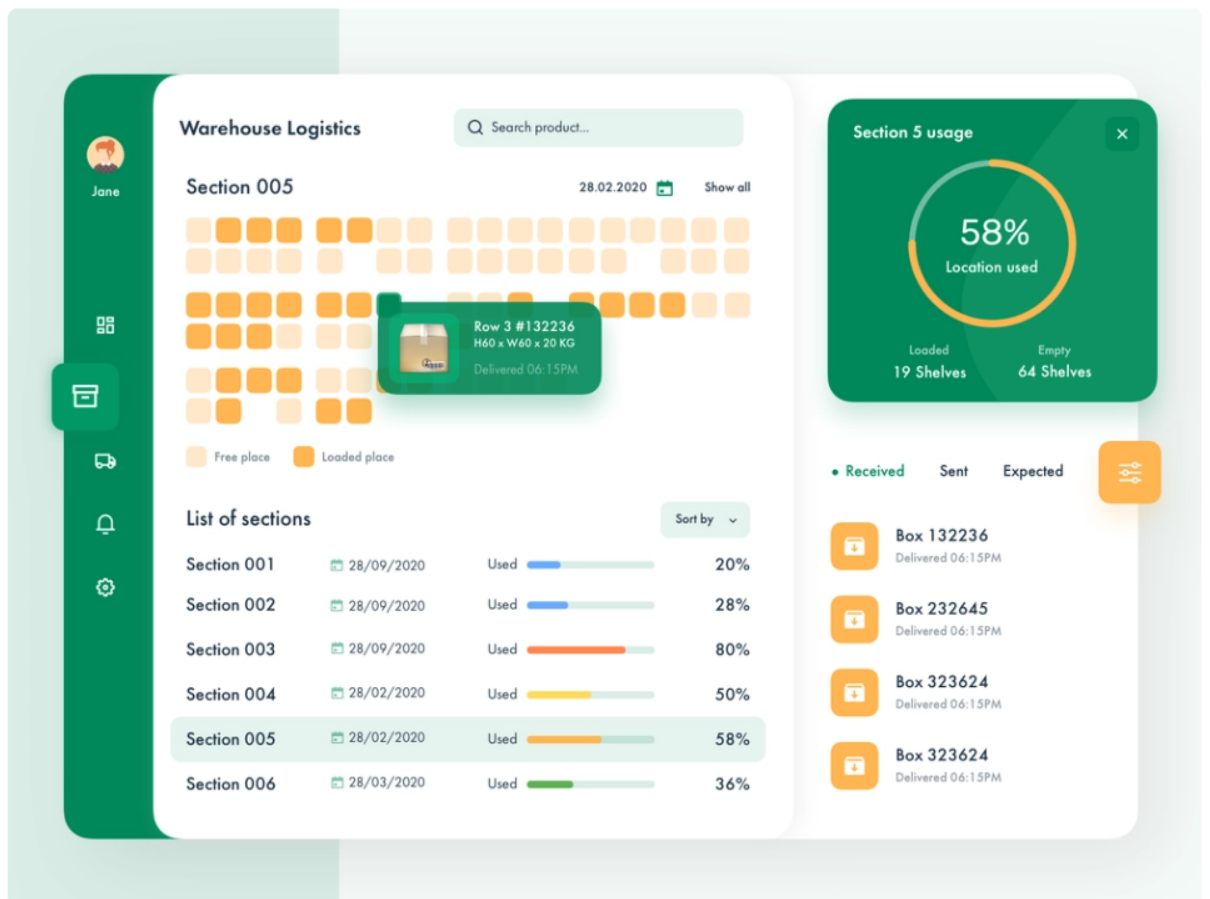 Jane
Warehouse Logistics
Search product...
Section 005
28.02.2020
Show all
Row 3 #132236
H60 x W60 x 20 KG
Delivered 06:15PM
Free place
Loaded place
List of sections
Sort by
Section 001 28/09/2020 Used 20%
Section 002 28/09/2020 Used 28%
Section 003 28/09/2020 Used 80%
Section 004 28/02/2020 Used 50%
Section 005 28/02/2020 Used 58%
Section 006 28/03/2020 Used 36%
Section 5 usage
58%
Location used
Loaded
19 Shelves
Empty
64 Shelves
Received Sent Expected
Box 132236
Delivered 06:15PM
Box 232645
Delivered 06:15PM
Box 323624
Delivered 06:15PM
Box 323624
Delivered 06:15PM